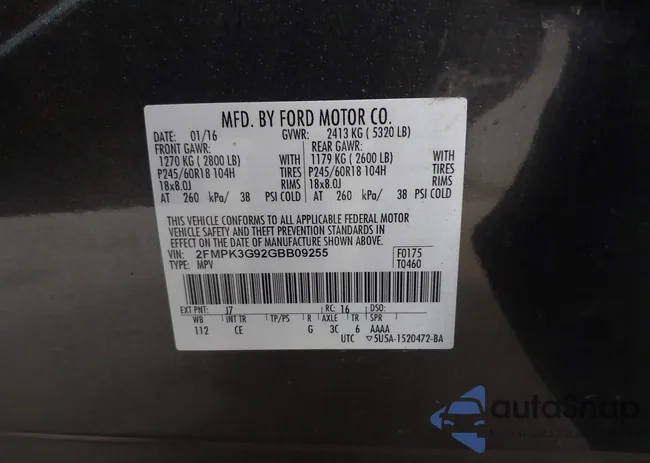 MFD. BY FORD MOTOR CO.
DATE: 01/16 GVWR: 2413 KG ( 5320 LB)
FRONT GAWR: REAR GAWR:
1270 KG ( 2800 LB) WITH 1179 KG ( 2600 LB) WITH
P245/60R18 104H TIRES P245/60R18 104H TIRES
18x8.0J RIMS 18x8.0J RIMS
AT 260 kPa/ 38 PSI COLD AT 260 kPa/ 38 PSI COLD
THIS VEHICLE CONFORMS TO ALL APPLICABLE FEDERAL MOTOR
VEHICLE SAFETY AND THEFT PREVENTION STANDARDS IN
EFFECT ON THE DATE OF MANUFACTURE SHOWN ABOVE.
VIN: 2FMPK3G92GBB09255 F0175
TYPE: MPV T0460
EXT PNT: J7 RC: 16 DSO:
WB INT TR TP/PS R AXLE TR SPR
112 CE G 3C 6 AAAA
UTC ▽5U5A-1520472-BA
autoSnap